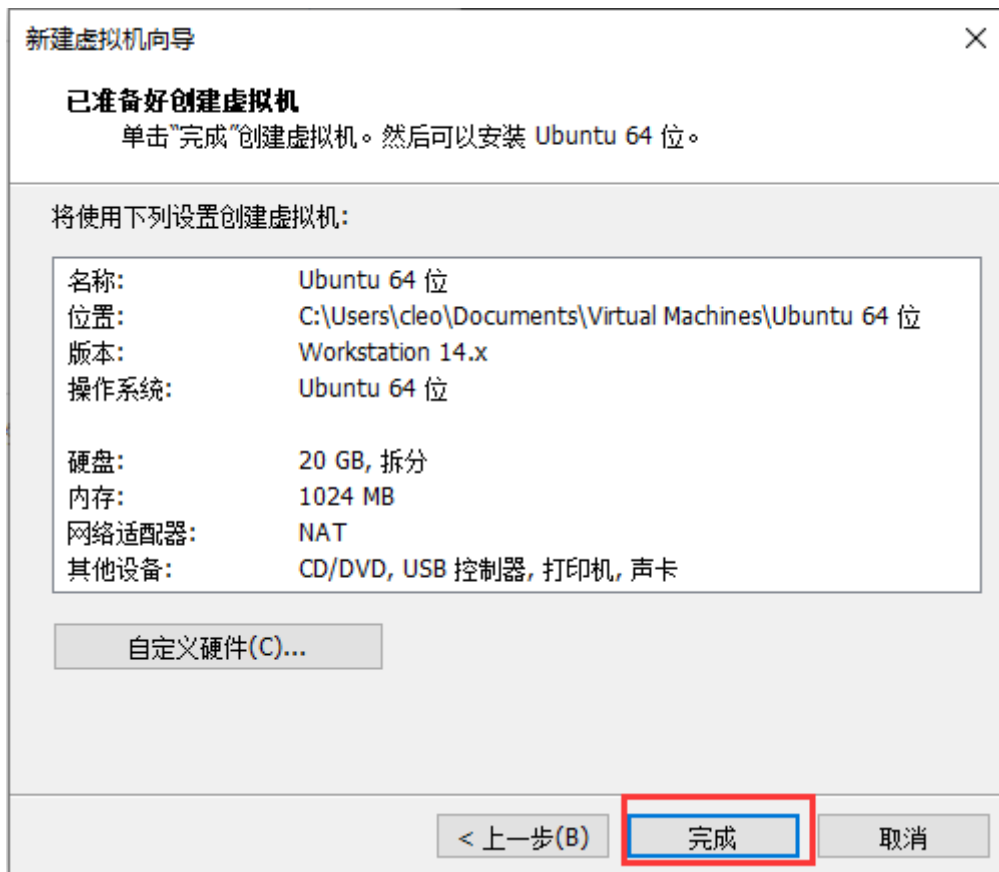 新建虚拟机向导
已准备好创建虚拟机
单击"完成"创建虚拟机。然后可以安装 Ubuntu 64 位。
将使用下列设置创建虚拟机:
名称: Ubuntu 64 位
位置: C:\Users\cleo\Documents\Virtual Machines\Ubuntu 64 位
版本: Workstation 14.x
操作系统: Ubuntu 64 位
硬盘: 20 GB, 拆分
内存: 1024 MB
网络适配器: NAT
其他设备: CD/DVD, USB 控制器, 打印机, 声卡
自定义硬件(C)...
< 上一步(B) 完成 取消